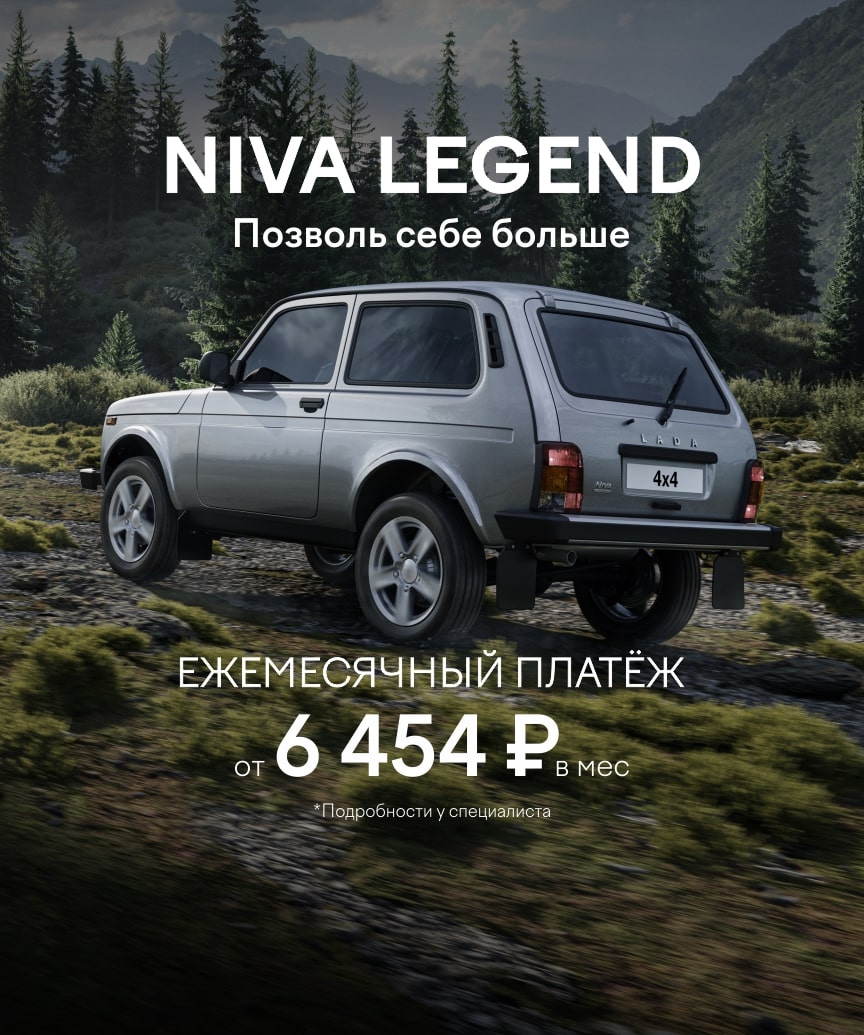 NIVA LEGEND
Позволь себе больше
LADA
4x4
Niva
ЕЖЕМЕСЯЧНЫЙ ПЛАТЁЖ
от 6 454 ₽ в мес
*Подробности у специалиста